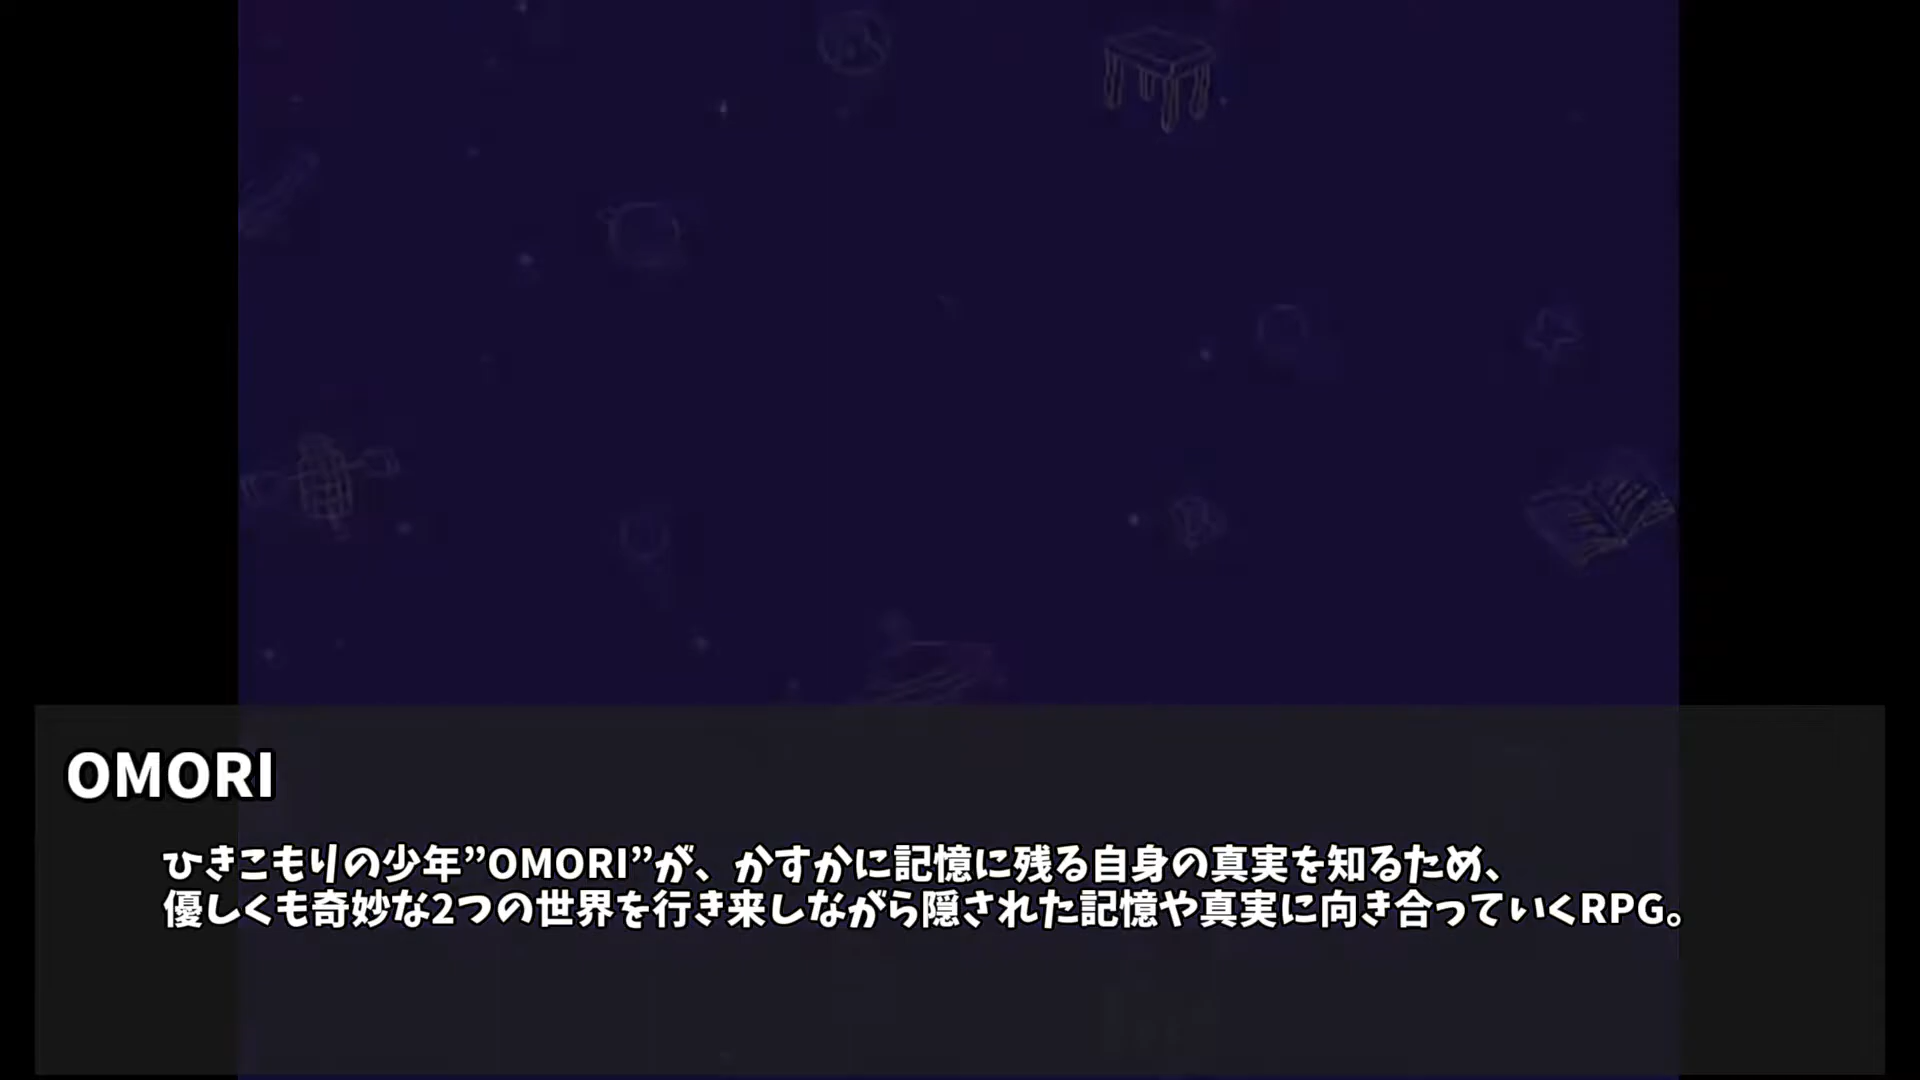 OMORI
ひきこもりの少年”OMORI”が、かすかに記憶に残る自身の真実を知るため、
優しくも奇妙な2つの世界を行き来しながら隠された記憶や真実に向き合っていくRPG。